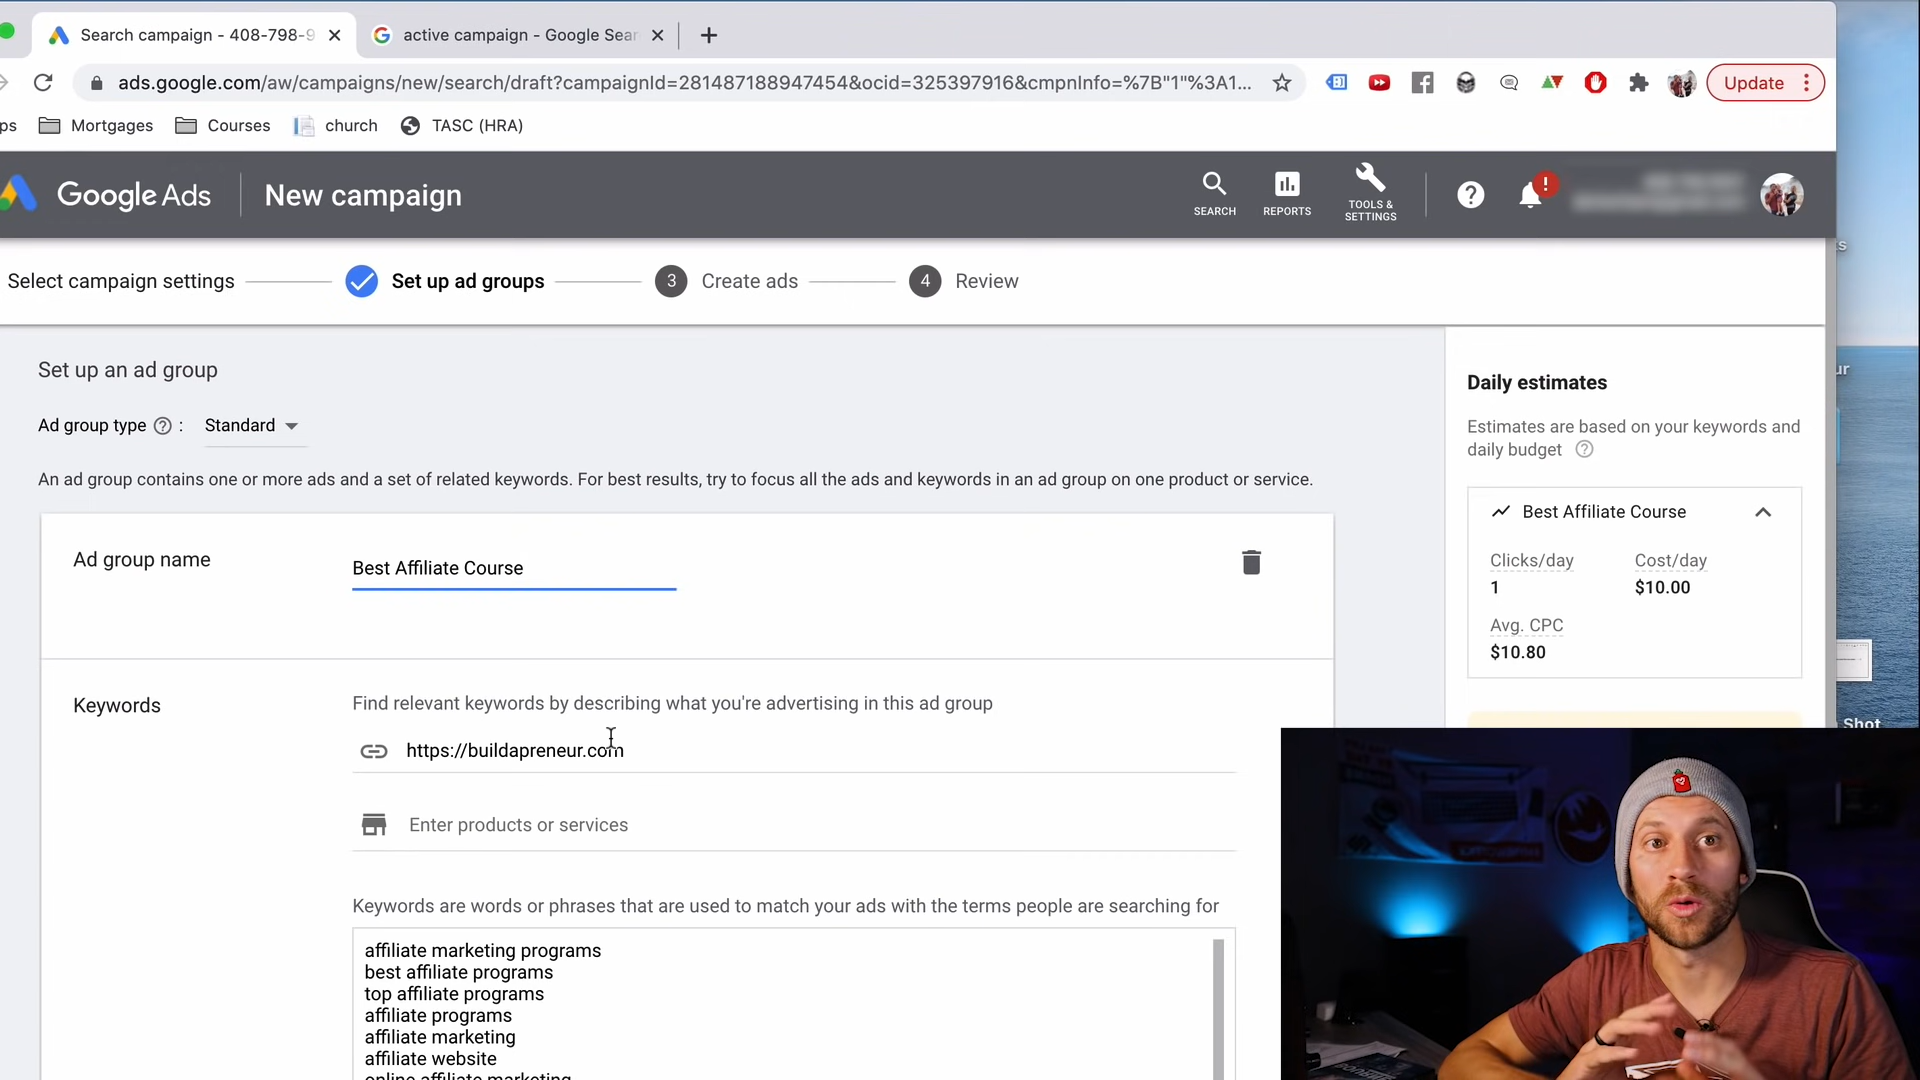 Search campaign - 408-798-9
active campaign - Google Sear
ads.google.com/aw/campaigns/new/search/draft?campaignId=281487188947454&ocid=325397916&cmpnInfo=%7B"1"%3A1...
Update
ps
Mortgages
Courses
church
TASC (HRA)
Google Ads
New campaign
SEARCH
REPORTS
TOOLS &
SETTINGS
Select campaign settings
Set up ad groups
3
Create ads
4
Review
Set up an ad group
Ad group type ? :
Standard
An ad group contains one or more ads and a set of related keywords. For best results, try to focus all the ads and keywords in an ad group on one product or service.
Ad group name
Best Affiliate Course
Keywords
Find relevant keywords by describing what you're advertising in this ad group
https://buildapreneur.com
Enter products or services
Keywords are words or phrases that are used to match your ads with the terms people are searching for
affiliate marketing programs
best affiliate programs
top affiliate programs
affiliate programs
affiliate marketing
affiliate website
online affiliate marketing
Daily estimates
Estimates are based on your keywords and
daily budget ?
Best Affiliate Course
Clicks/day
Cost/day
1
$10.00
Avg. CPC
$10.80
ts
ur
Shot